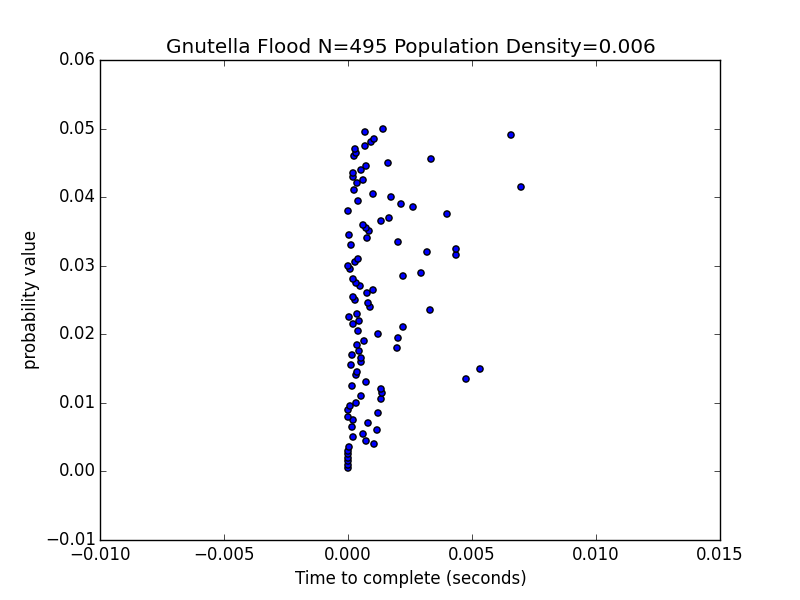 Gnutella Flood N=495 Population Density=0.006
0.06
0.05
0.04
0.03
0.02
0.01
0.00
−0.01
probability value
−0.010 −0.005 0.000 0.005 0.010 0.015
Time to complete (seconds)